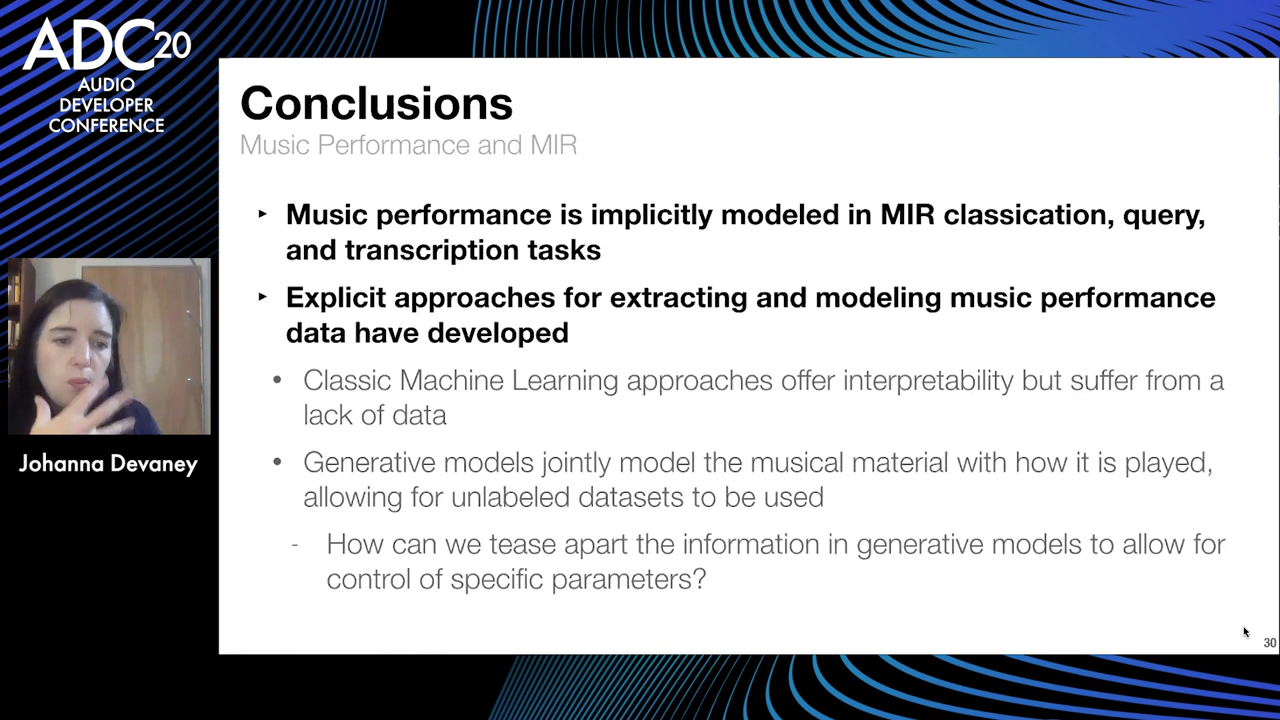 ADC20
AUDIO
DEVELOPER
CONFERENCE
Conclusions
Music Performance and MIR
‣ Music performance is implicitly modeled in MIR classication, query,
and transcription tasks
‣ Explicit approaches for extracting and modeling music performance
data have developed
• Classic Machine Learning approaches offer interpretability but suffer from a
lack of data
• Generative models jointly model the musical material with how it is played,
allowing for unlabeled datasets to be used
- How can we tease apart the information in generative models to allow for
control of specific parameters?
Johanna Devaney
30